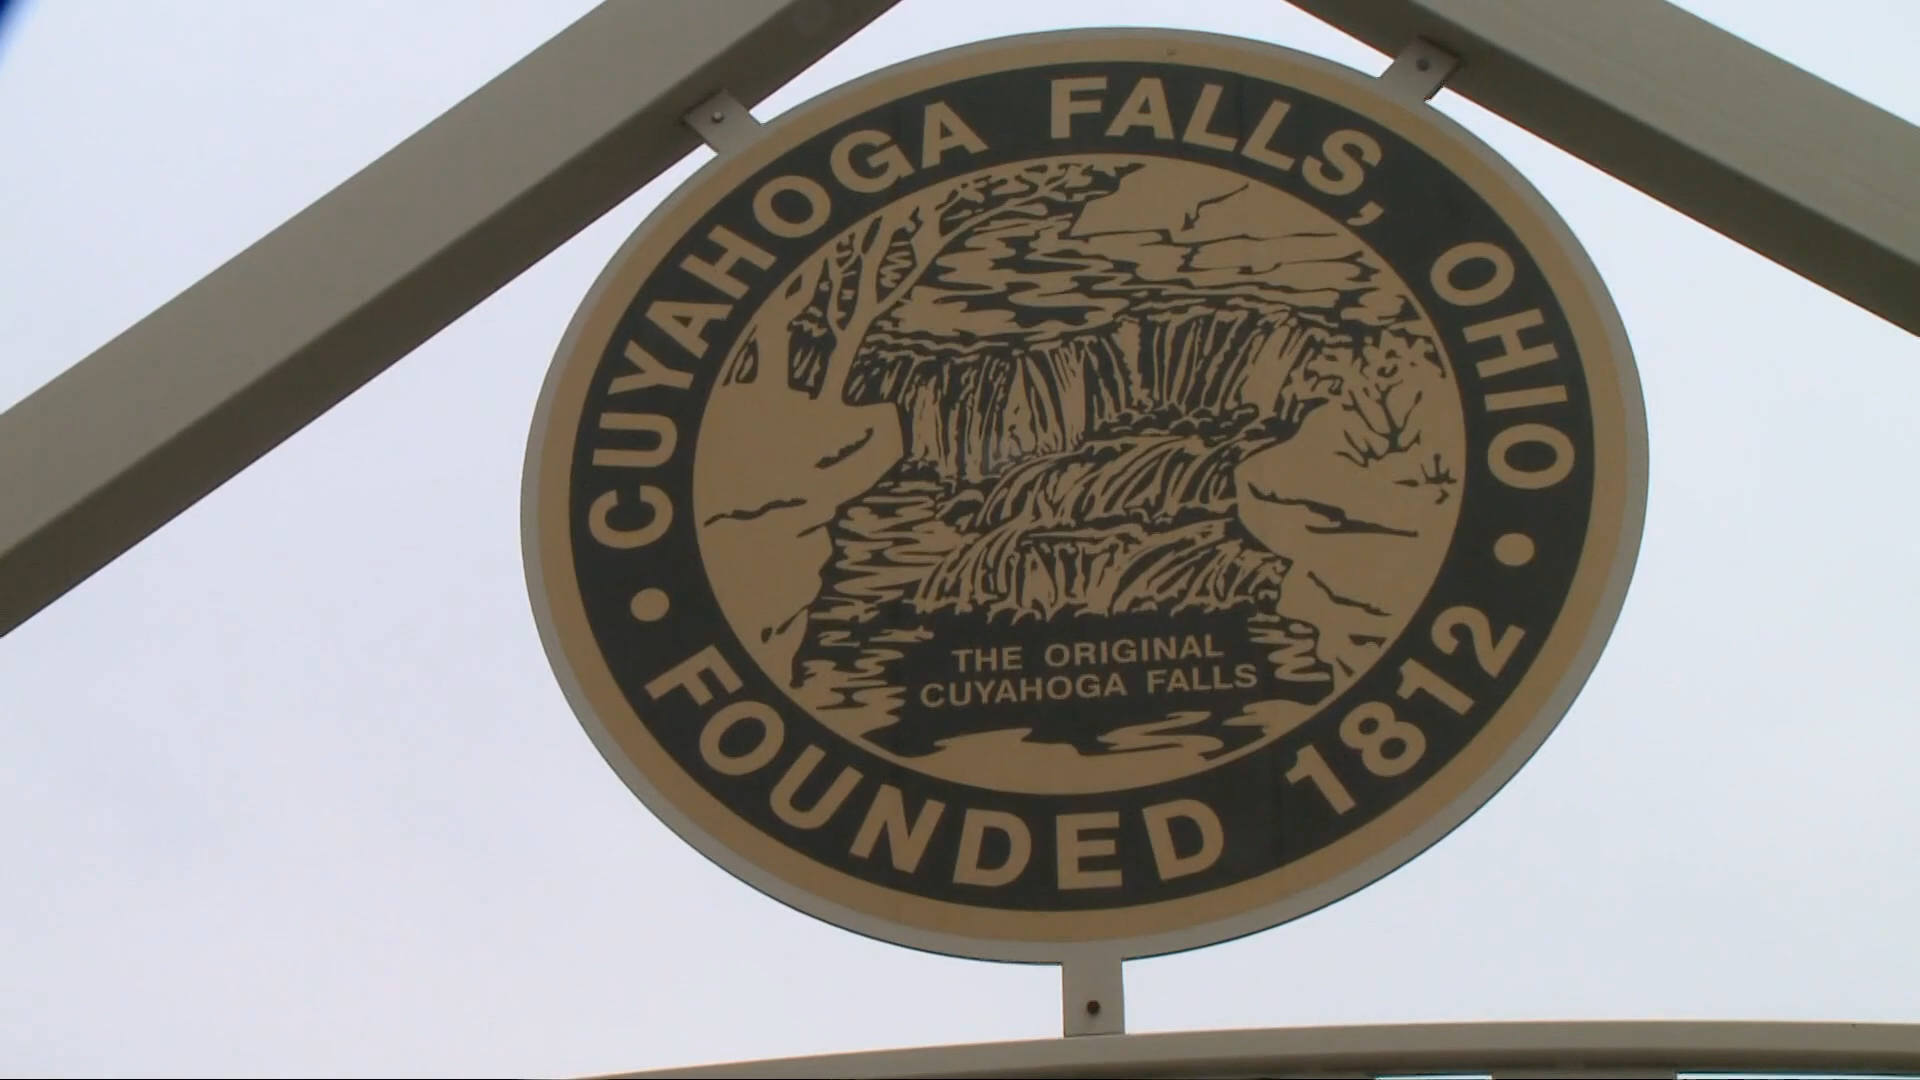 CUYAHOGA FALLS, OHIO
THE ORIGINAL
CUYAHOGA FALLS
• FOUNDED 1812 •